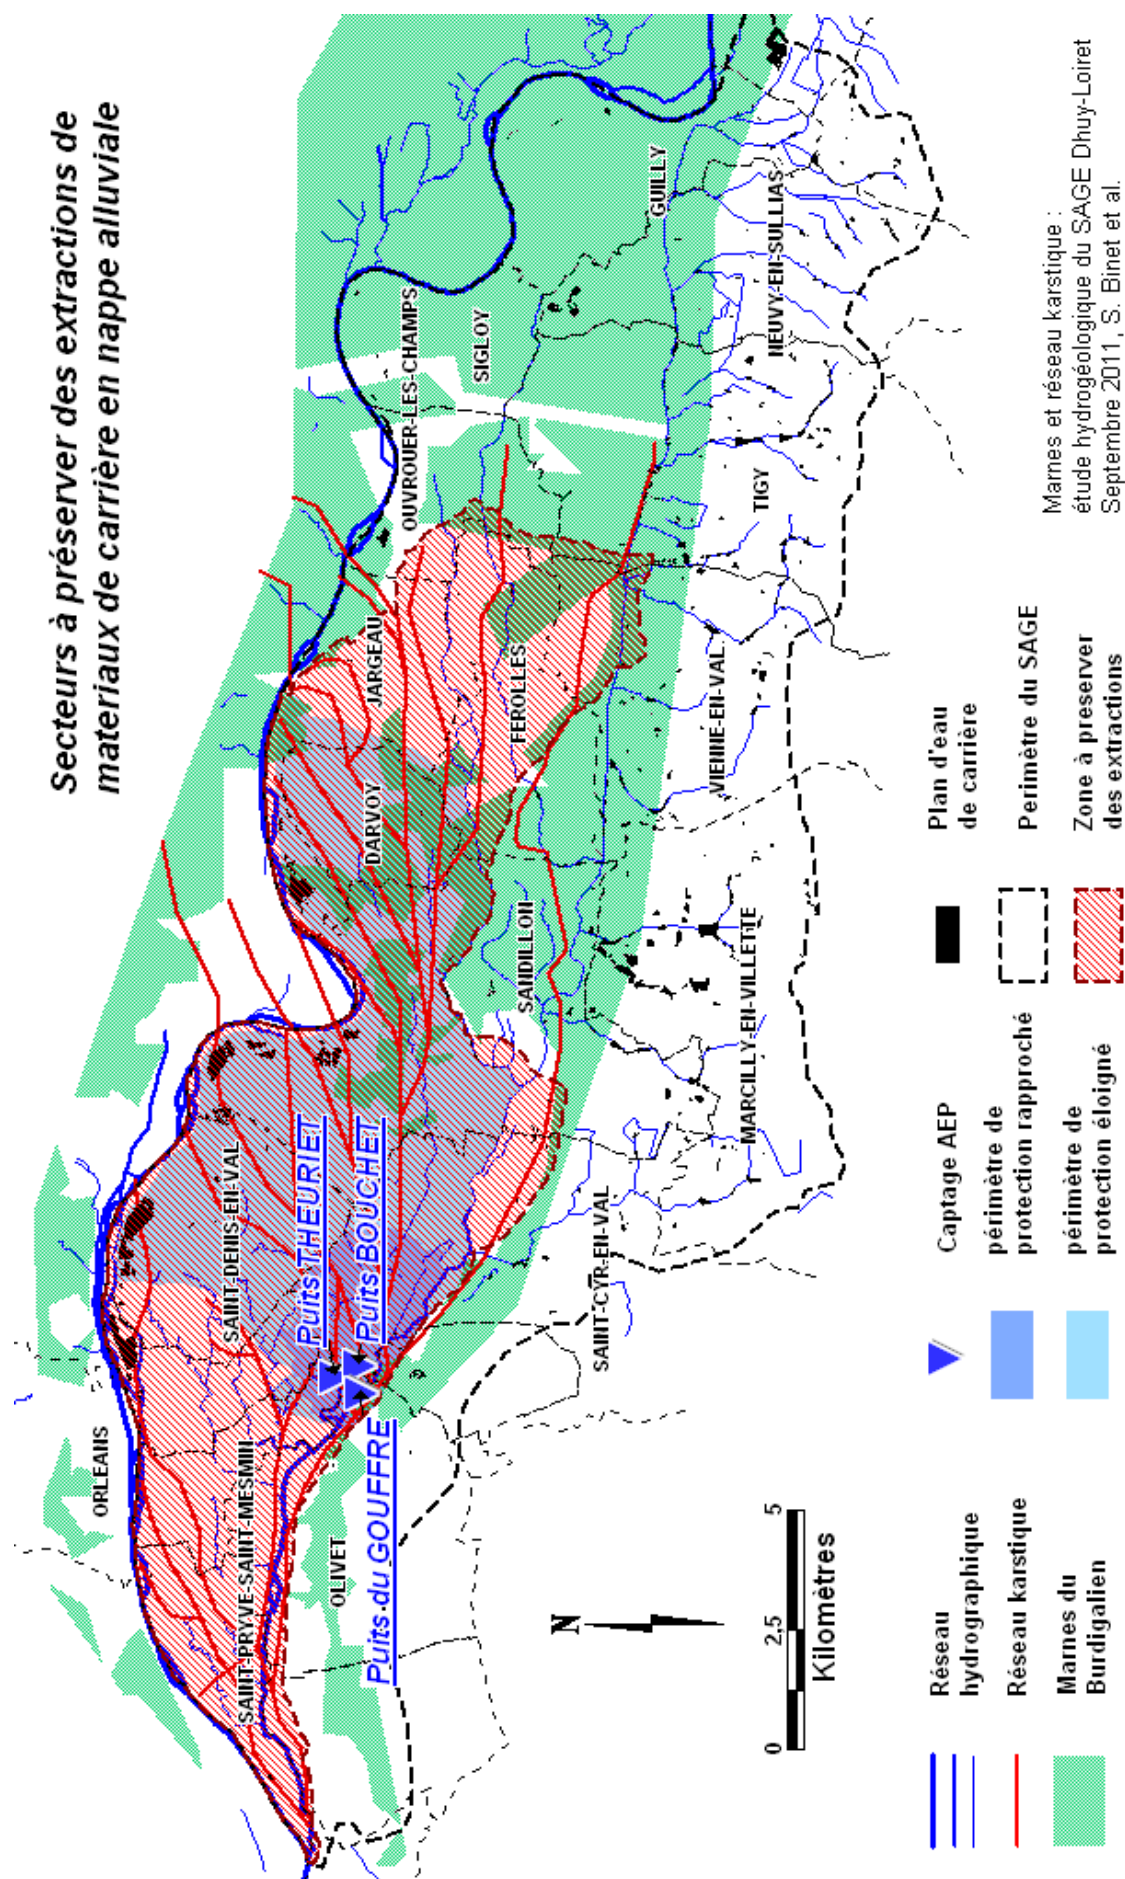 Secteurs à préserver des extractions de
materiaux de carrière en nappe alluviale
ORLEANS
SAINT-PRYVE-SAINT-MESMIN
OLIVET
Puits du GOUFFRE
SAINT-DENIS-EN-VAL
Puits THEURIET
Puits BOUCHET
SAINT-CYR-EN-VAL
MARCILLY-EN-VILLETTE
SANDILLON
DARVOY
JARGEAU
FEROLLES
VIENNE-EN-VAL
TIGY
OUVROUER-LES-CHAMPS
SIGLOY
NEUVY-EN-SULLIAS
GUILLY
N
0
2,5
5
Kilomètres
Réseau
hydrographique
Réseau karstique
Marnes du
Burdigalien
Captage AEP
périmètre de
protection rapproché
périmètre de
protection éloigné
Plan d'eau
de carrière
Perimètre du SAGE
Zone à preserver
des extractions
Marnes et réseau karstique :
étude hydrogéologique du SAGE Dhuy-Loiret
Septembre 2011, S. Binet et al.